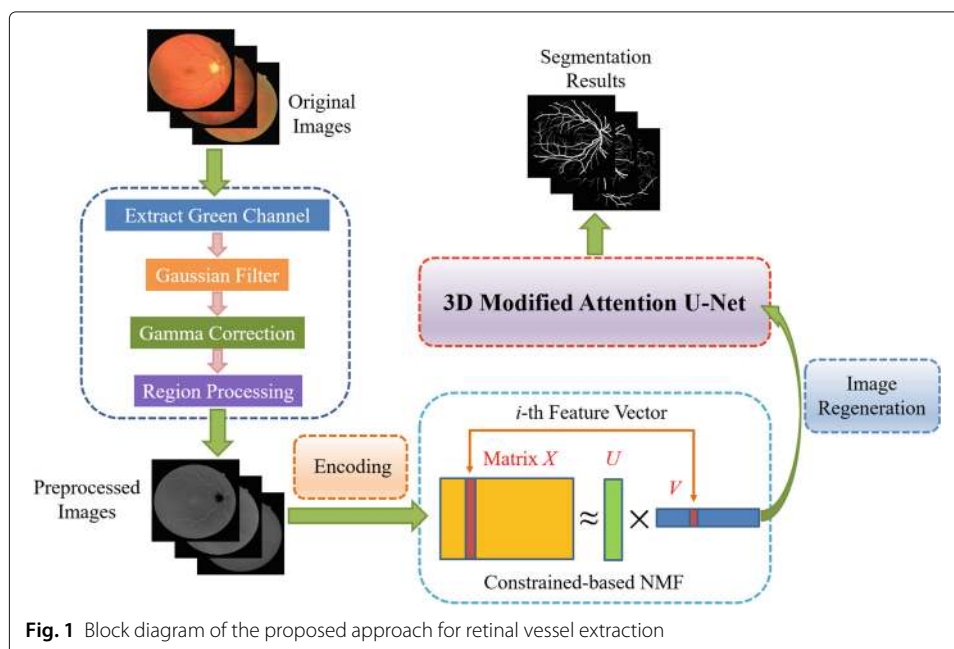 Original
Images
Extract Green Channel
Gaussian Filter
Gamma Correction
Region Processing
Preprocessed
Images
Encoding
i-th Feature Vector
Matrix X
U
V
≈
×
Constrained-based NMF
Image
Regeneration
3D Modified Attention U-Net
Segmentation
Results
Fig. 1 Block diagram of the proposed approach for retinal vessel extraction